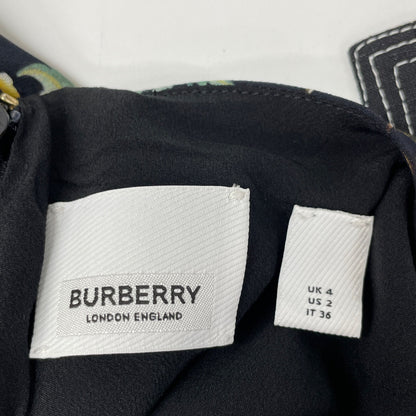 BURBERRY
LONDON ENGLAND
UK 4
US 2
IT 36